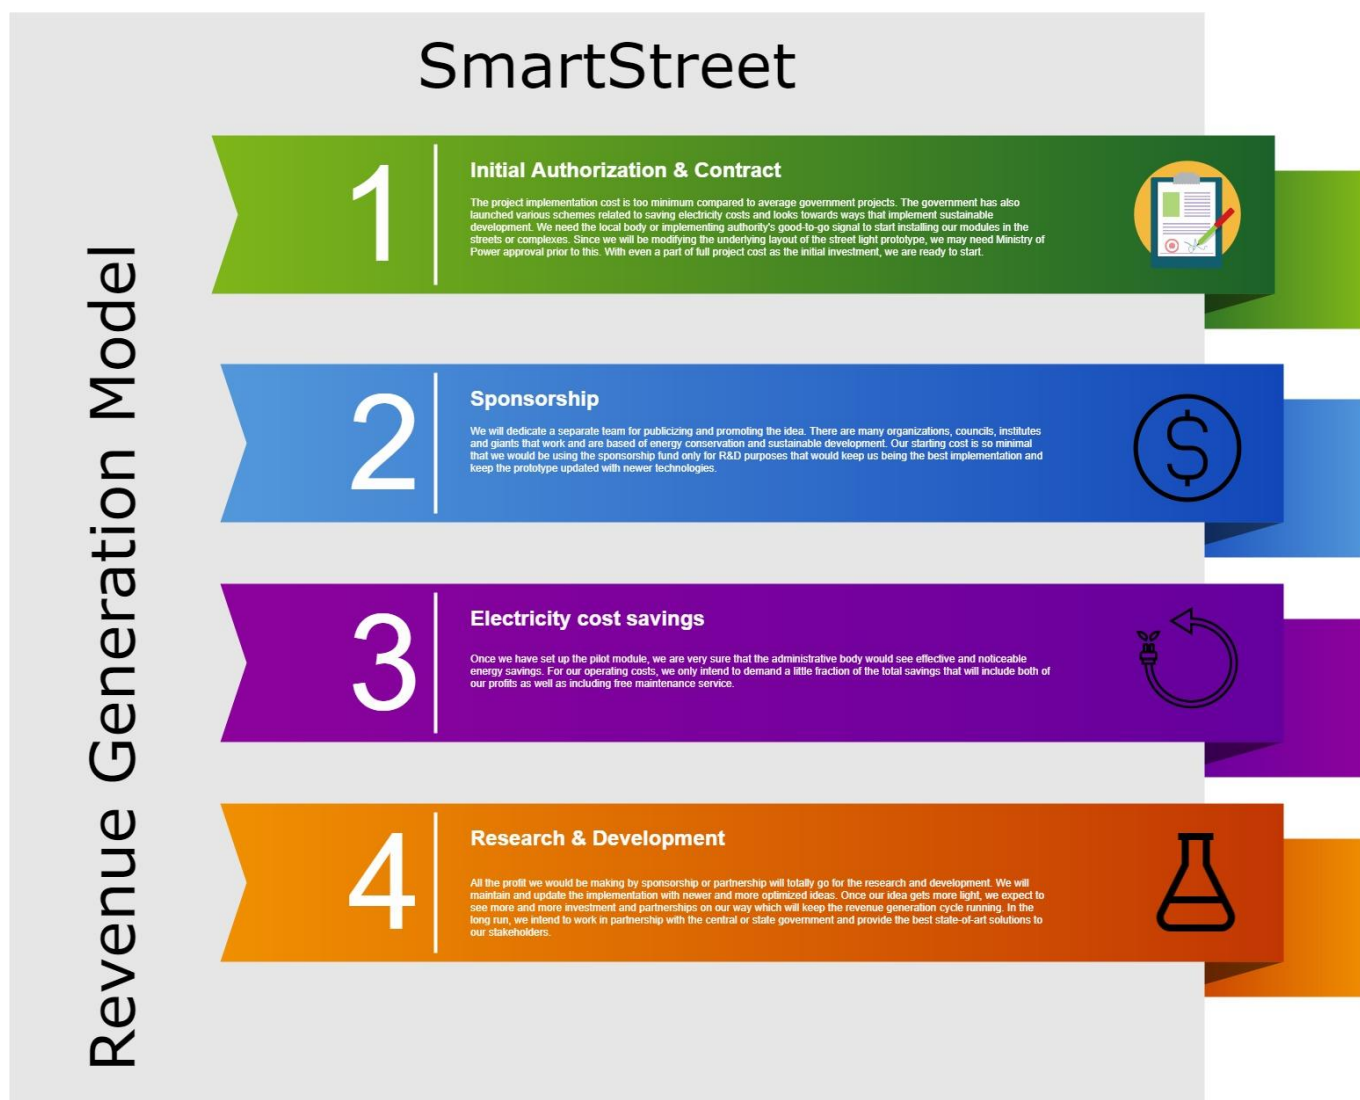 SmartStreet
Revenue Generation Model
1
Initial Authorization & Contract
The project implementation cost is too minimum compared to average government projects. The government has also
launched various schemes related to saving electricity costs and looks towards ways that implement sustainable
development. We need the local body or implementing authority's good-to-go signal to start installing our modules in the
streets or complexes. Since we will be modifying the underlying layout of the street light prototype, we may need Ministry of
Power approval prior to this. With even a part of full project cost as the initial investment, we are ready to start.
2
Sponsorship
We will dedicate a separate team for publicizing and promoting the idea. There are many organizations, councils, institutes
and giants that work and are based of energy conservation and sustainable development. Our starting cost is so minimal
that we would be using the sponsorship fund only for R&D purposes that would keep us being the best implementation and
keep the prototype updated with newer technologies.
3
Electricity cost savings
Once we have set up the pilot module, we are very sure that the administrative body would see effective and noticeable
energy savings. For our operating costs, we only intend to demand a little fraction of the total savings that will include both of
our profits as well as including free maintenance service.
4
Research & Development
All the profit we would be making by sponsorship or partnership will totally go for the research and development. We will
maintain and update the implementation with newer and more optimized ideas. Once our idea gets more light, we expect to
see more and more investment and partnerships on our way which will keep the revenue generation cycle running. In the
long run, we intend to work in partnership with the central or state government and provide the best state-of-art solutions to
our stakeholders.